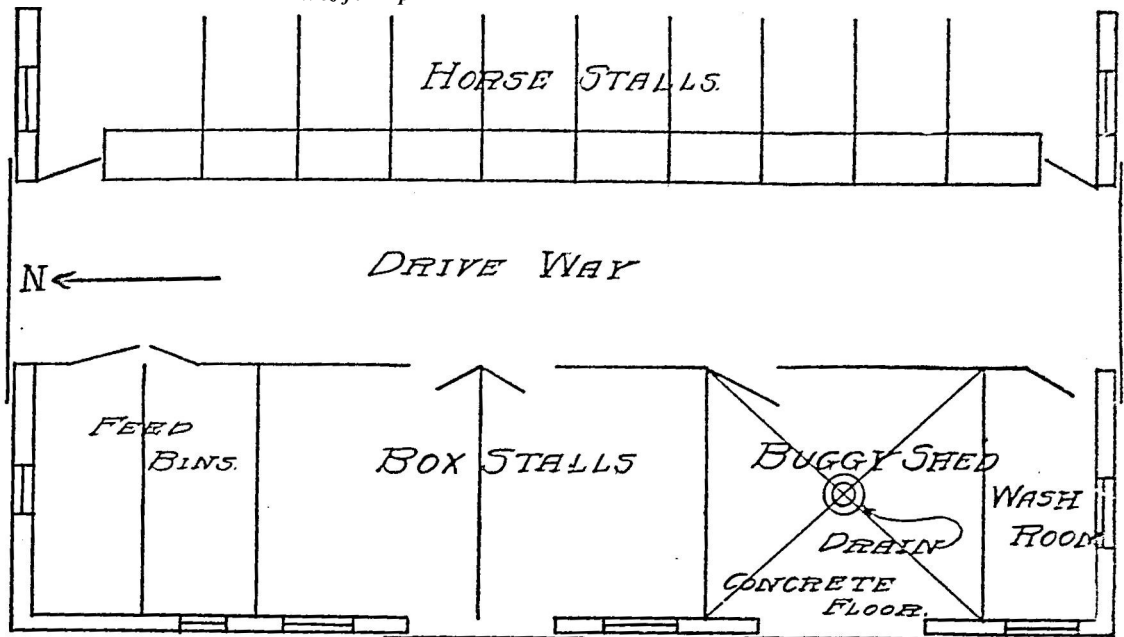 HORSE STALLS.
DRIVE WAY
N
FEED
BINS.
BOX STALLS
BUGGY SHED
WASH
ROOM
DRAIN
CONCRETE
FLOOR.